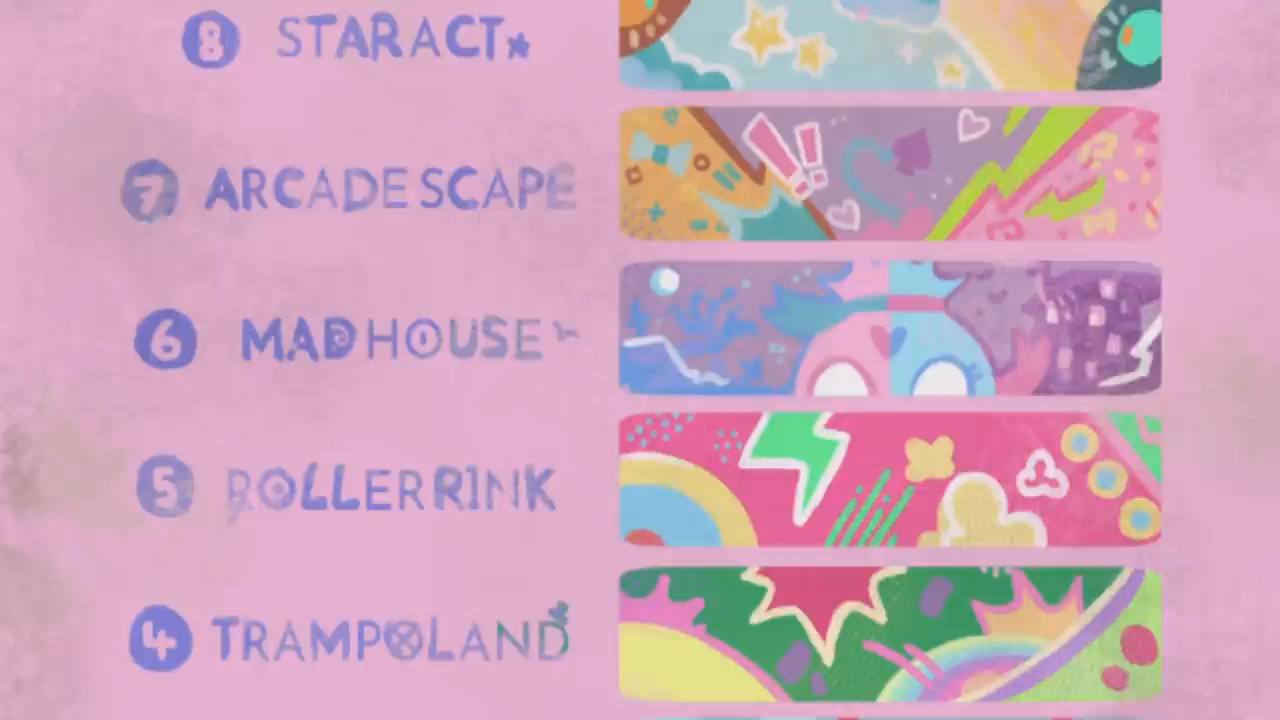 8 STARACT
7 ARCADESCAPE
6 MADHOUSE
5 ROLLERRINK
4 TRAMPOLAND